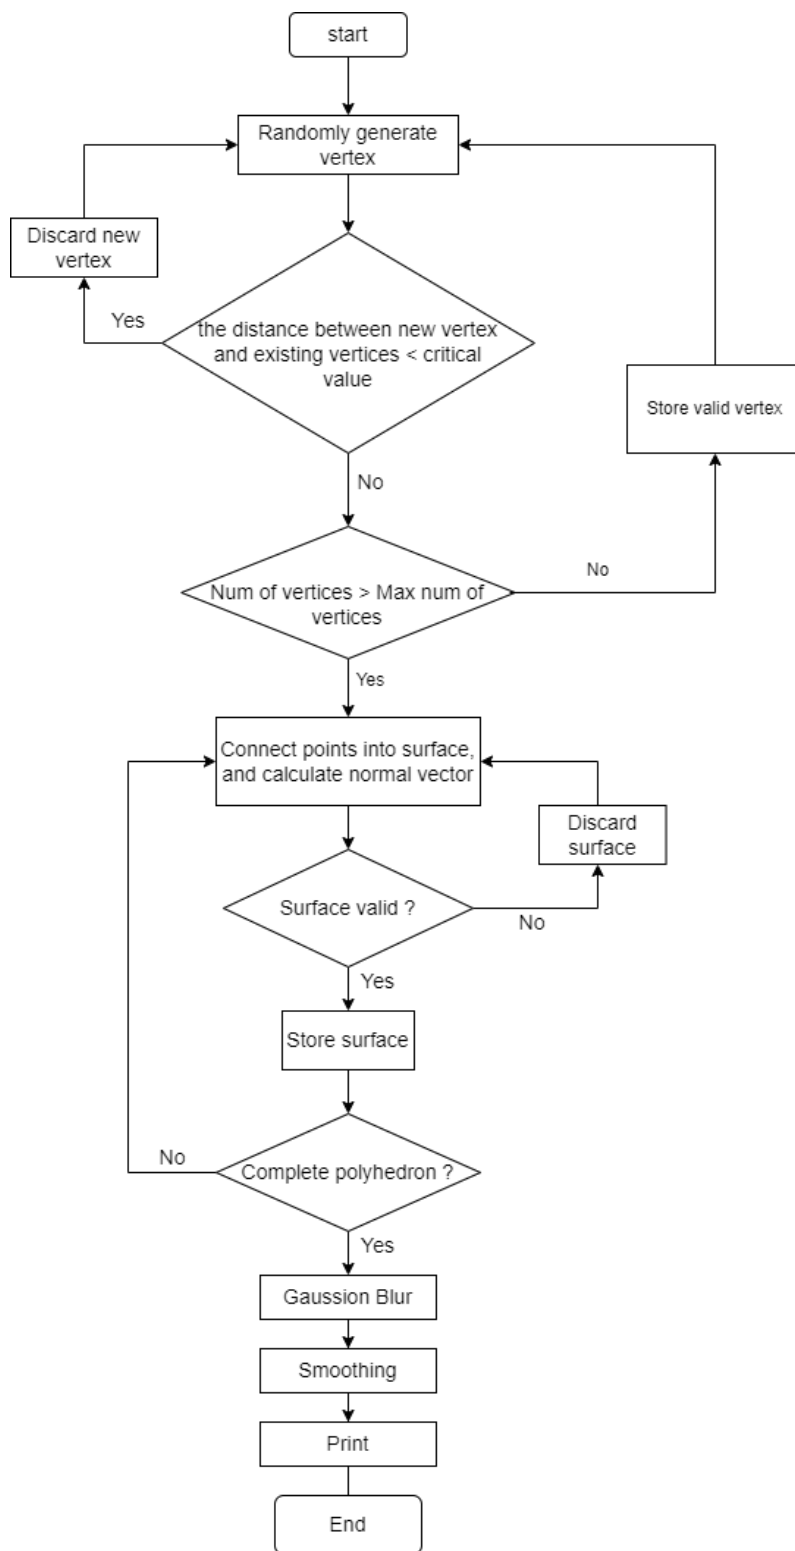 start
Randomly generate
vertex
Discard new
vertex
Yes
the distance between new vertex
and existing vertices < critical
value
Store valid vertex
No
No
Num of vertices > Max num of
vertices
Yes
Connect points into surface,
and calculate normal vector
Discard
surface
Surface valid ?
No
Yes
Store surface
No
Complete polyhedron ?
Yes
Gaussion Blur
Smoothing
Print
End